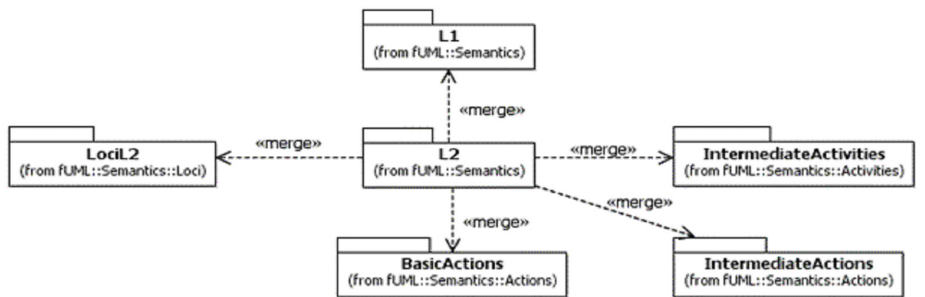 L1
(from fUML::Semantics)
«merge»
«merge»
LociL2
(from fUML::Semantics::Loci)
L2
(from fUML::Semantics)
«merge»
IntermediateActivities
(from fUML::Semantics::Activities)
«merge»
«merge»
BasicActions
(from fUML::Semantics::Actions)
IntermediateActions
(from fUML::Semantics::Actions)